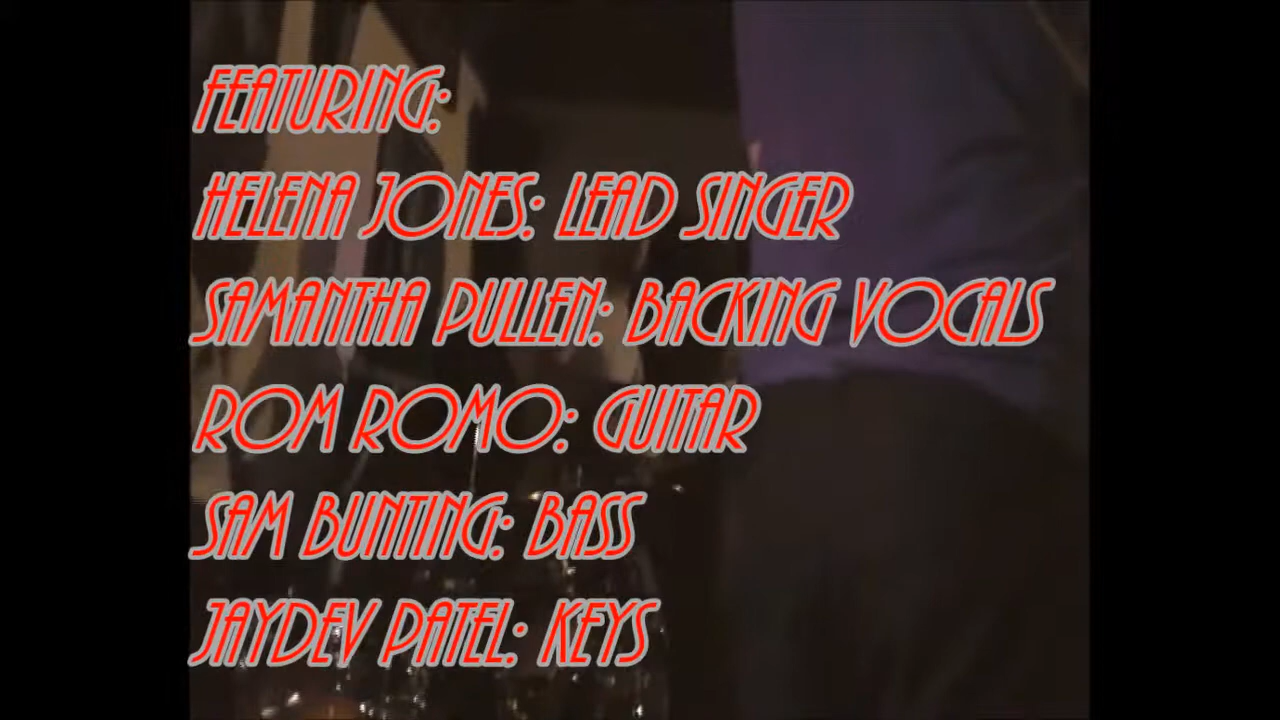 FEATURING:
HELENA JONES: LEAD SINGER
SAMANTHA PULLEN: BACKING VOCALS
ROM ROMO: GUITAR
SAM BUNTING: BASS
JAYDEV PATEL: KEYS